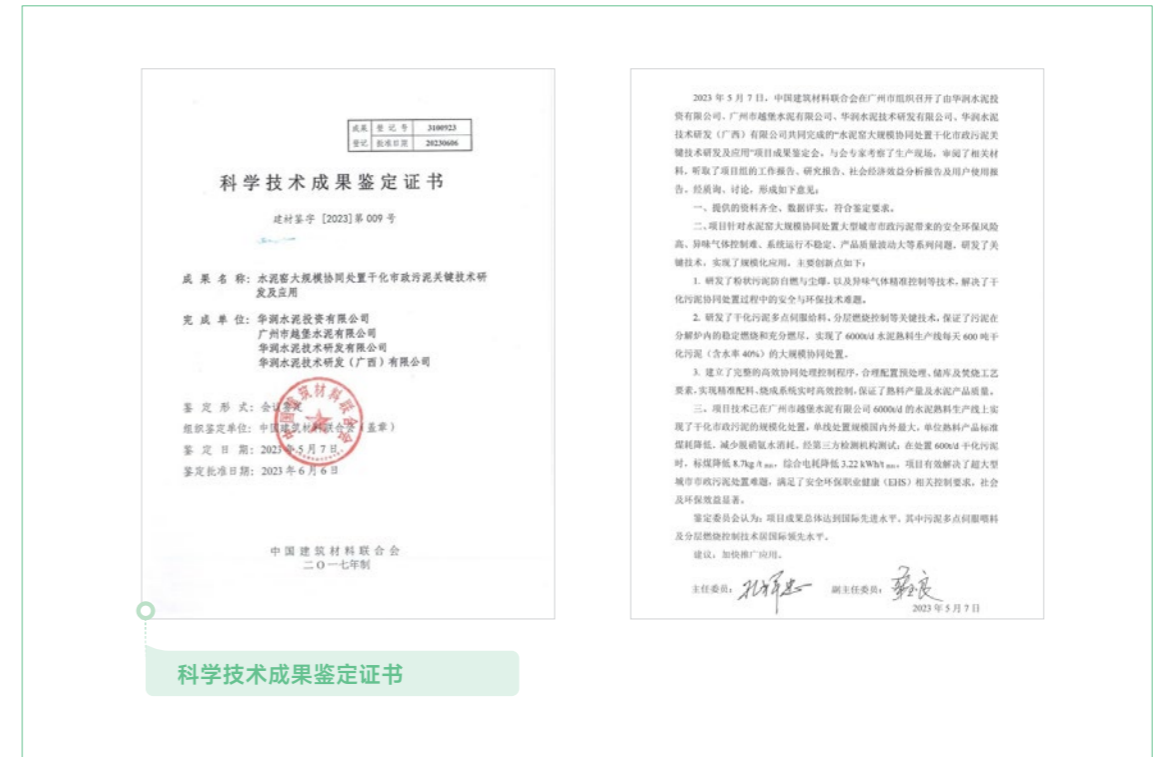 成果登记 登记号 3100923
批准日期 20230606
科学技术成果鉴定证书
建材鉴字 [2023]第 009 号
成果名称：水泥窑大规模协同处置干化市政污泥关键技术研
发及应用
完成单位：华润水泥投资有限公司
广州市越堡水泥有限公司
华润水泥技术研发有限公司
华润水泥技术研发（广西）有限公司
鉴定形式：会议鉴定
组织鉴定单位：中国建筑材料联合会（盖章）
鉴定日期：2023年5月7日
鉴定批准日期：2023年6月6日
中国建筑材料联合会
二〇一七年制
科学技术成果鉴定证书
2023 年 5 月 7 日，中国建筑材料联合会在广州市组织召开了由华润水泥投
资有限公司、广州市越堡水泥有限公司、华润水泥技术研发有限公司、华润水泥
技术研发（广西）有限公司共同完成的“水泥窑大规模协同处置干化市政污泥关
键技术研发及应用”项目成果鉴定会。与会专家考察了生产现场，审阅了相关材
料，听取了项目组的工作报告、研究报告、社会经济效益分析报告及用户使用报
告，经质询、讨论，形成如下意见：
一、提供的资料齐全、数据详实，符合鉴定要求。
二、项目针对水泥窑大规模协同处置大型城市市政污泥带来的安全环保风险
高、异味气体控制难、系统运行不稳定、产品质量波动大等系列问题，研发了关
键技术，实现了规模化应用。主要创新点如下：
1. 研发了粉状污泥防自燃与尘爆，以及异味气体精准控制等技术，解决了干
化污泥协同处置过程中的安全与环保技术难题。
2. 研发了干化污泥多点伺服给料、分层燃烧控制等关键技术，保证了污泥在
分解炉内的稳定燃烧和充分燃尽，实现了 6000t/d 水泥熟料生产线每天 600 吨干
化污泥（含水率 40%）的大规模协同处置。
3. 建立了完整的高效协同处理控制程序，合理配置预处理、储库及焚烧工艺
要素，实现精准配料、烧成系统实时高效控制，保证了熟料产量及水泥产品质量。
三、项目技术已在广州市越堡水泥有限公司 6000t/d 的水泥熟料生产线上实
现了干化市政污泥的规模化处置，单线处置规模国内外最大，单位熟料产品标准
煤耗降低、减少脱硝氨水消耗。经第三方检测机构测试：在处置 600t/d 干化污泥
时，标煤降低 8.7kg /t，综合电耗降低 3.22 kWh/t，项目有效解决了超大型
城市市政污泥处置难题，满足了安全环保职业健康（EHS）相关控制要求，社会
及环保效益显著。
鉴定委员会认为：项目成果总体达到国际先进水平，其中污泥多点伺服喂料
及分层燃烧控制技术居国际领先水平。
建议：加快推广应用。
主任委员： 副主任委员：
2023 年 5 月 7 日